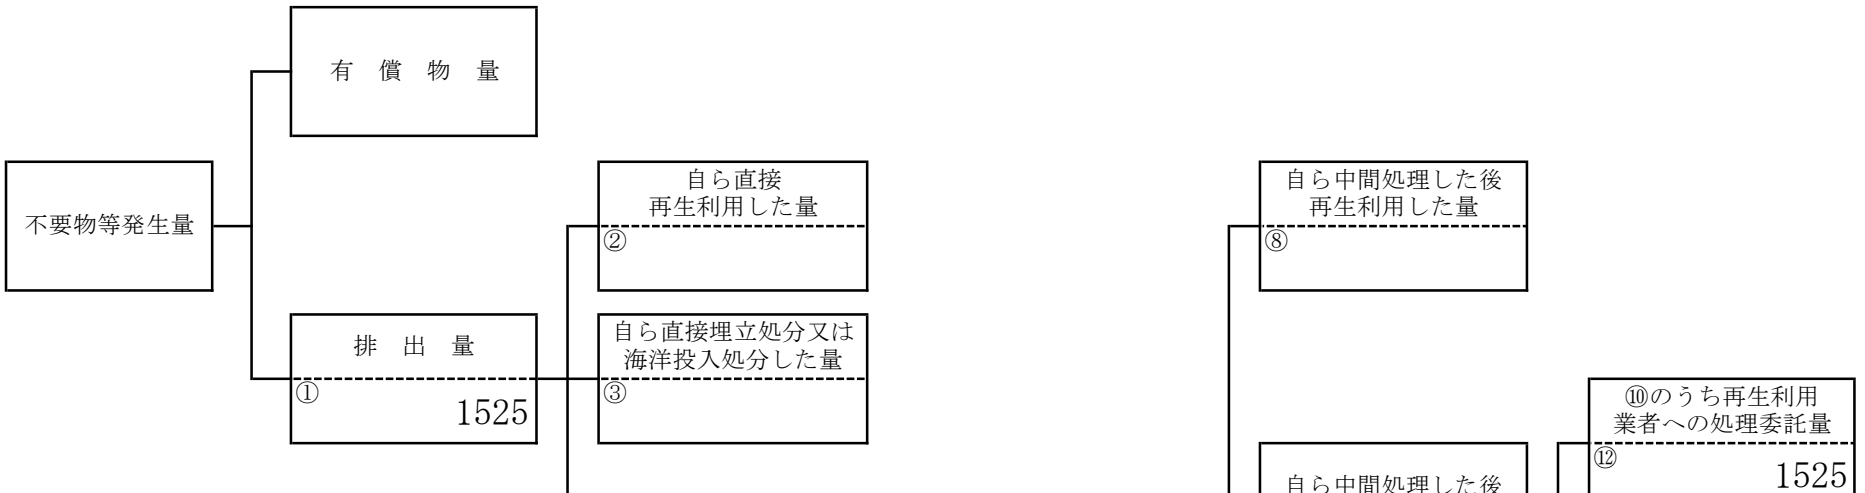 有 償 物 量
不要物等発生量
自ら直接
再生利用した量
②
自ら中間処理した後
再生利用した量
⑧
排 出 量
①
1525
自ら直接埋立処分又は
海洋投入処分した量
③
⑩のうち再生利用
業者への処理委託量
⑫
1525
自ら中間処理した後